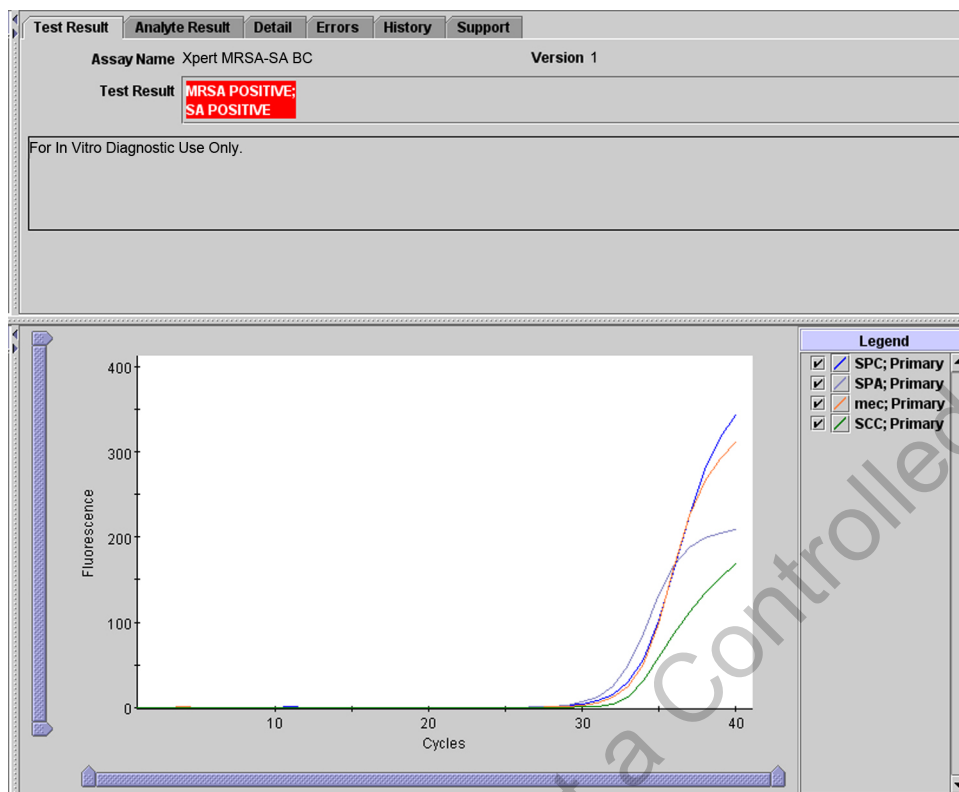 Test Result Analyte Result Detail Errors History Support
Assay Name Xpert MRSA-SA BC Version 1
Test Result MRSA POSITIVE;
SA POSITIVE
For In Vitro Diagnostic Use Only.
Legend
SPC; Primary
SPA; Primary
mec; Primary
SCC; Primary
400
300
200
100
0
Fluorescence
10 20 30 40
Cycles
a Controlled